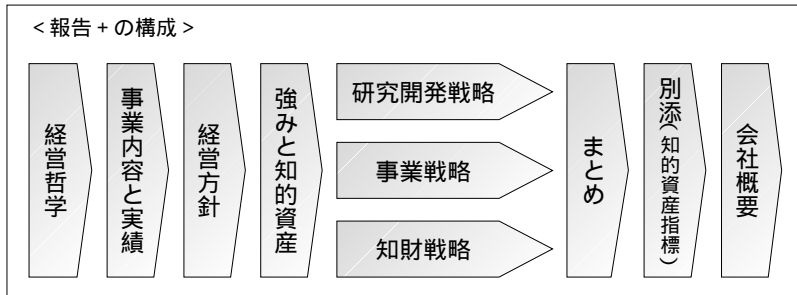 <報告+の構成>
経営哲学
事業内容と実績
経営方針
強みと知的資産
研究開発戦略
事業戦略
知財戦略
まとめ
別添(知的資産指標)
会社概要